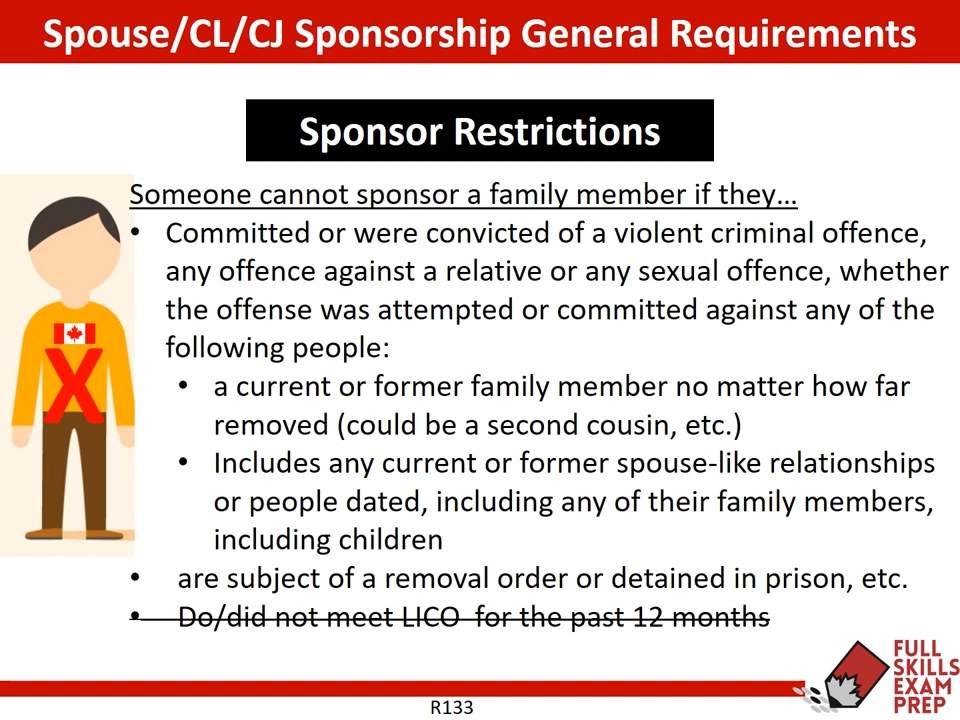 Spouse/CL/CJ Sponsorship General Requirements
Sponsor Restrictions
Someone cannot sponsor a family member if they…
• Committed or were convicted of a violent criminal offence,
any offence against a relative or any sexual offence, whether
the offense was attempted or committed against any of the
following people:
• a current or former family member no matter how far
removed (could be a second cousin, etc.)
• Includes any current or former spouse-like relationships
or people dated, including any of their family members,
including children
• are subject of a removal order or detained in prison, etc.
• Do/did not meet LICO for the past 12 months
X
FULL
SKILLS
EXAM
PREP
R133